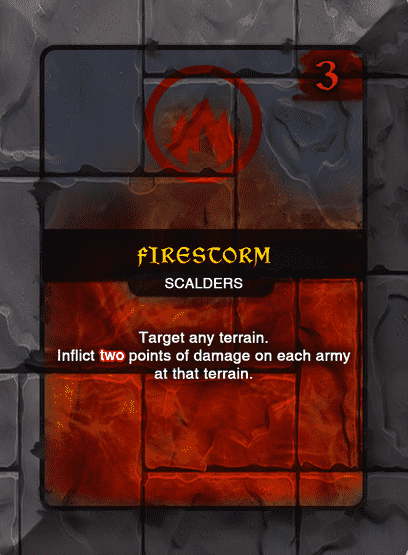 3
FIRESTORM
SCALDERS
Target any terrain.
Inflict two points of damage on each army
at that terrain.